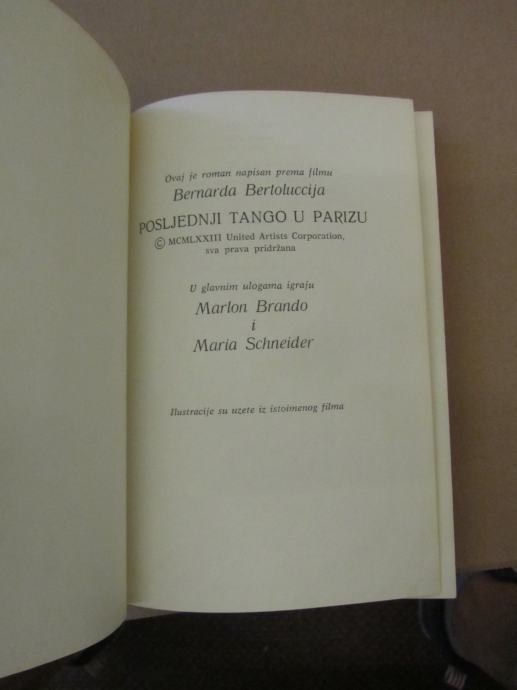 Ovaj je roman napisan prema filmu
Bernarda Bertoluccija
POSLJEDNJI TANGO U PARIZU
© MCMLXXIII United Artists Corporation,
sva prava pridržana
U glavnim ulogama igraju
Marlon Brando
i
Maria Schneider
Ilustracije su uzete iz istoimenog filma